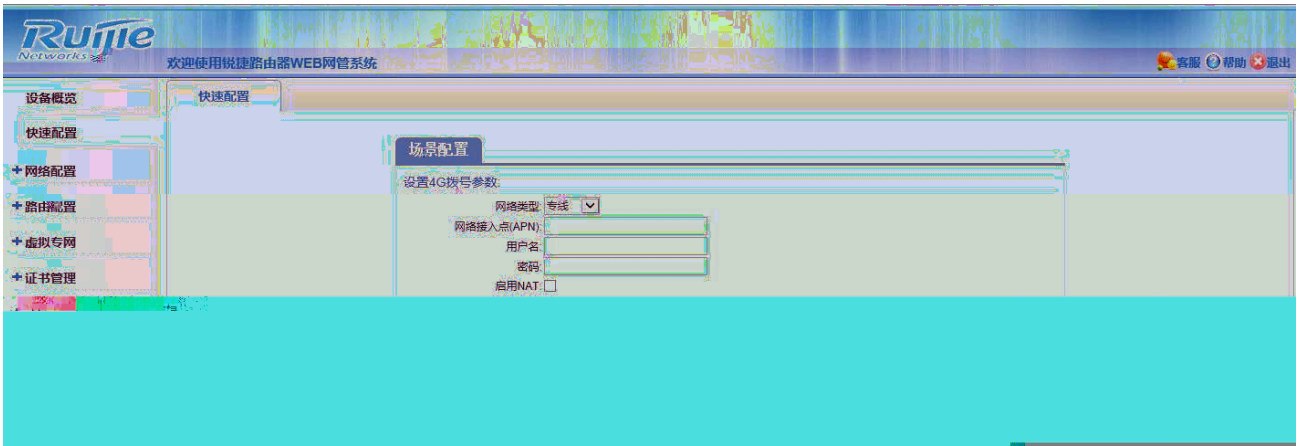 Ruijie
Networks
欢迎使用锐捷路由器WEB网管系统
客服 帮助 退出
设备概览
快速配置
网络配置
路由配置
虚拟专网
证书管理
快速配置
场景配置
设置4G拨号参数:
网络类型: 专线
网络接入点(APN):
用户名:
密码:
启用NAT: